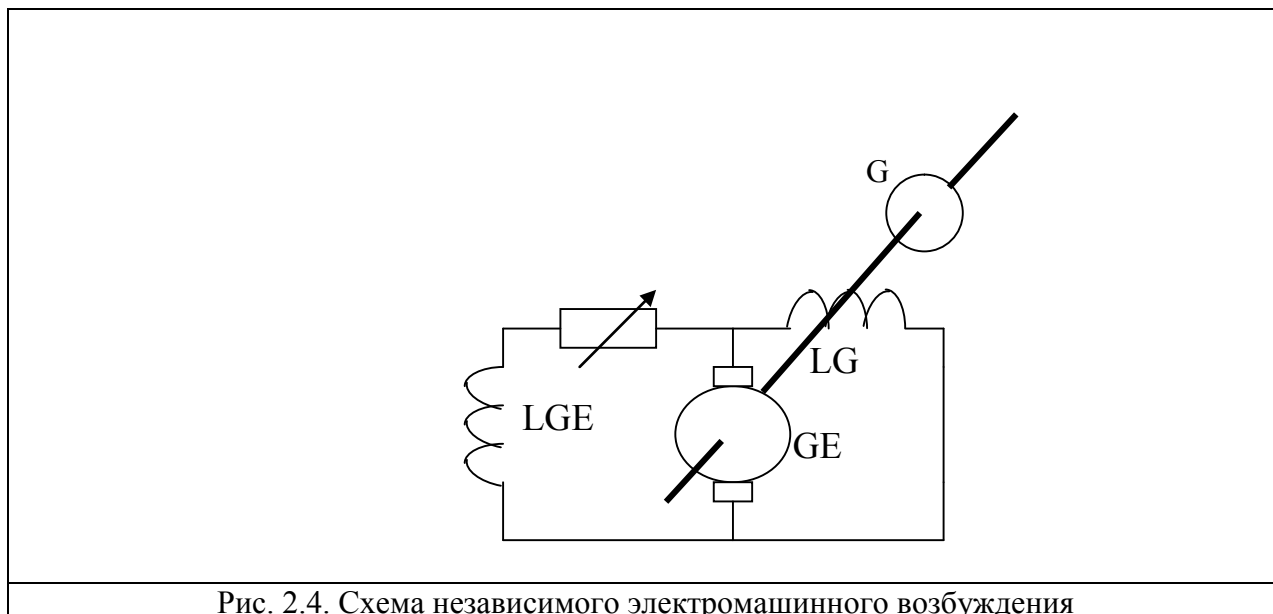 G
LG
LGE
GE
Рис. 2.4. Схема независимого электромашинного возбуждения